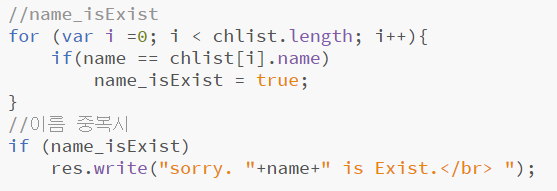 //name_isExist
for (var i =0; i < chlist.length; i++){
    if(name == chlist[i].name)
        name_isExist = true;
}
//이름 중복시
if (name_isExist)
    res.write("sorry. "+name+" is Exist.</br> ");